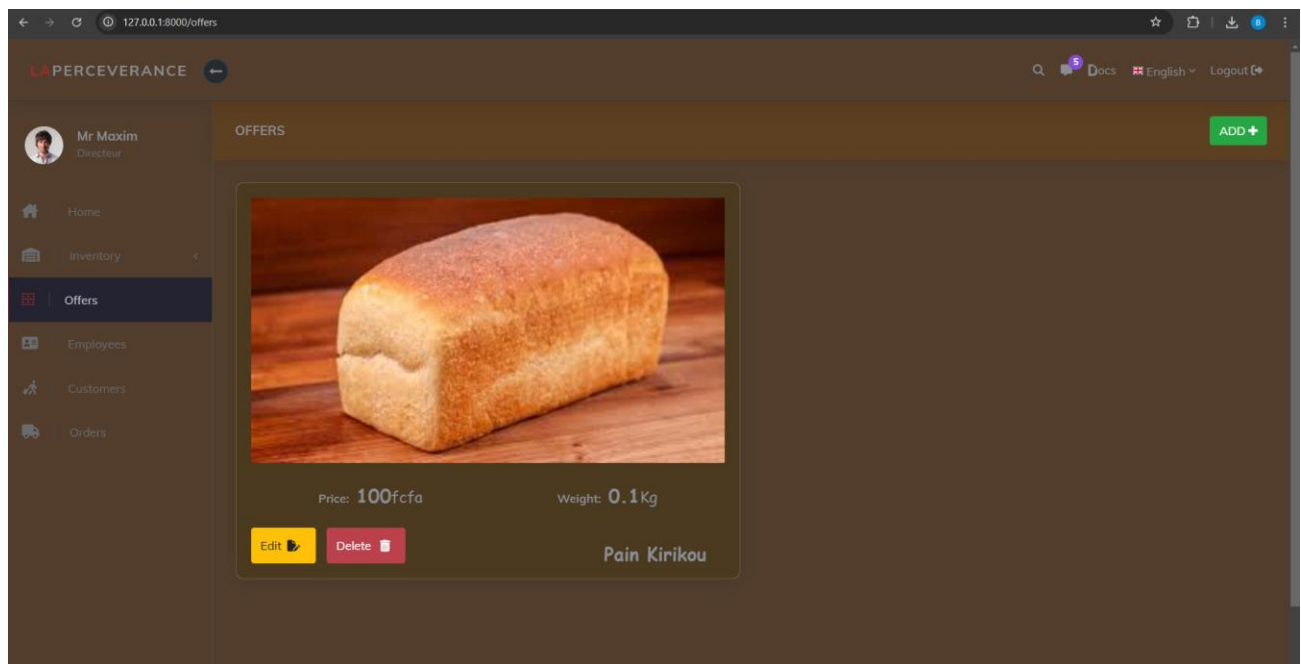 127.0.0.1:8000/offers
B
LAPERCEVERANCE
5
Docs
English
Logout
Mr Maxim
Directeur
OFFERS
ADD
Home
Inventory
Offers
Employees
Customers
Orders
Price: 100fcfa
Weight: 0.1Kg
Edit
Delete
Pain Kirikou